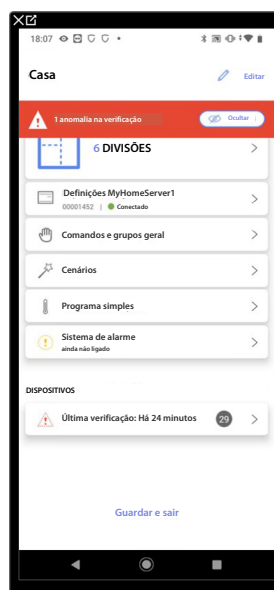 18:07
Casa
Editar
1 anomalia na verificação
Ocultar
6 DIVISÕES
Definições MyHomeServer1
00001452 | Conectado
Comandos e grupos geral
Cenários
Programa simples
Sistema de alarme
ainda não ligado
DISPOSITIVOS
Última verificação: Há 24 minutos
29
Guardar e sair